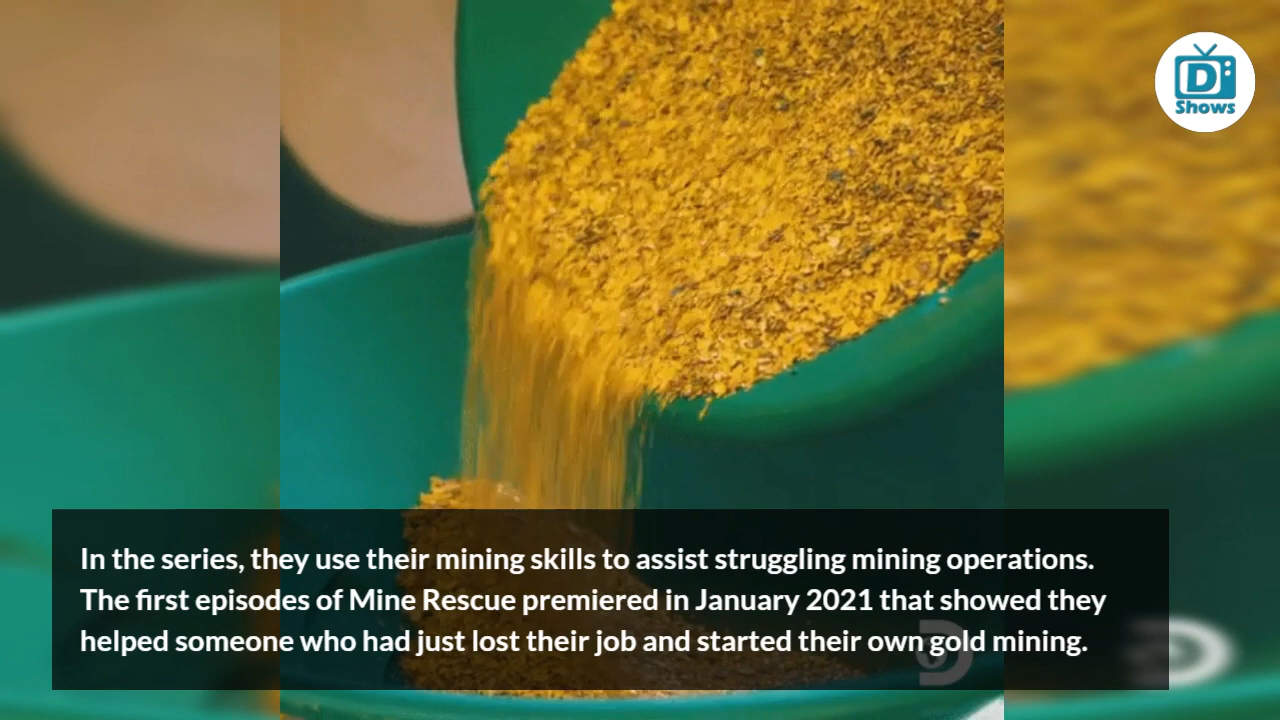 D
Shows
In the series, they use their mining skills to assist struggling mining operations.
The first episodes of Mine Rescue premiered in January 2021 that showed they
helped someone who had just lost their job and started their own gold mining.